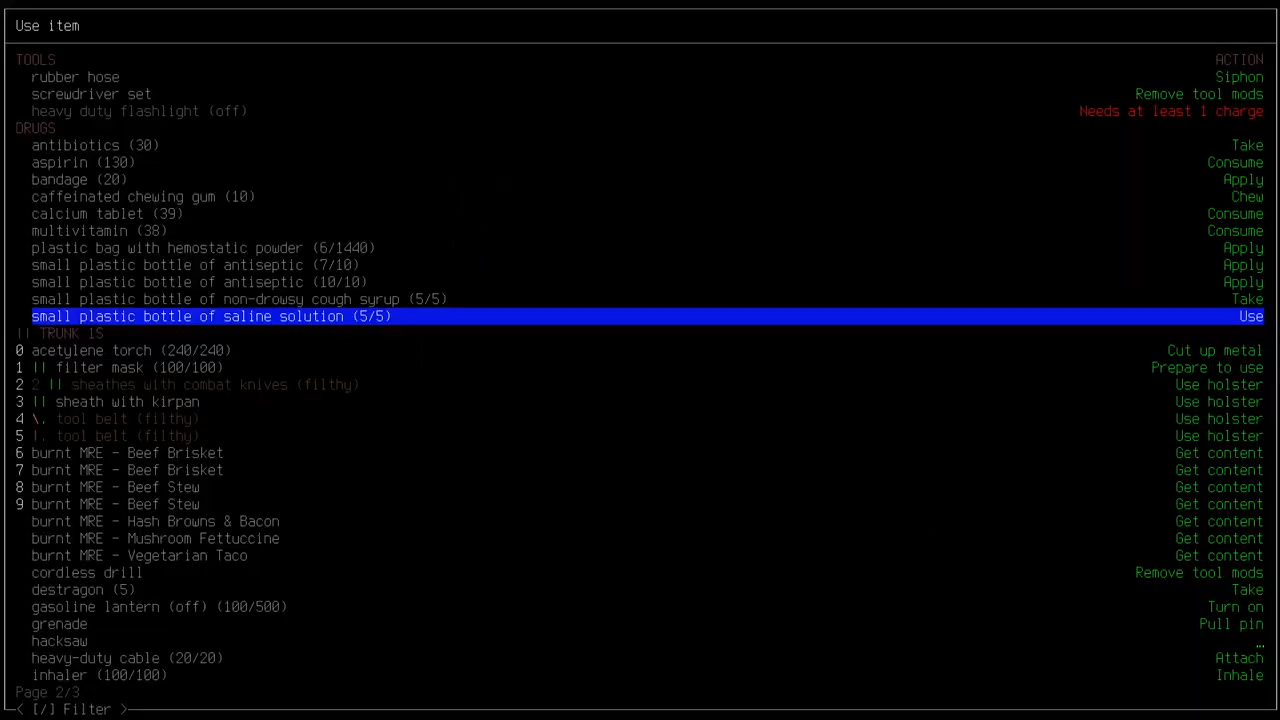 Use item
TOOLS ACTION
rubber hose Siphon
screwdriver set Remove tool mods
heavy duty flashlight (off) Needs at least 1 charge
DRUGS
antibiotics (30) Take
aspirin (130) Consume
bandage (20) Apply
caffeinated chewing gum (10) Chew
calcium tablet (39) Consume
multivitamin (38) Consume
plastic bag with hemostatic powder (6/1440) Apply
small plastic bottle of antiseptic (7/10) Apply
small plastic bottle of antiseptic (10/10) Apply
small plastic bottle of non-drowsy cough syrup (5/5) Take
small plastic bottle of saline solution (5/5) Use
|| TRUNK 1S
0 acetylene torch (240/240) Cut up metal
1 || filter mask (100/100) Prepare to use
2 2 || sheathes with combat knives (filthy) Use holster
3 || sheath with kirpan Use holster
4 \. tool belt (filthy) Use holster
5 |. tool belt (filthy) Use holster
6 burnt MRE - Beef Brisket Get content
7 burnt MRE - Beef Brisket Get content
8 burnt MRE - Beef Stew Get content
9 burnt MRE - Beef Stew Get content
burnt MRE - Hash Browns & Bacon Get content
burnt MRE - Mushroom Fettuccine Get content
burnt MRE - Vegetarian Taco Get content
cordless drill Remove tool mods
destragon (5) Take
gasoline lantern (off) (100/500) Turn on
grenade Pull pin
hacksaw …
heavy-duty cable (20/20) Attach
inhaler (100/100) Inhale
Page 2/3
< [/] Filter >